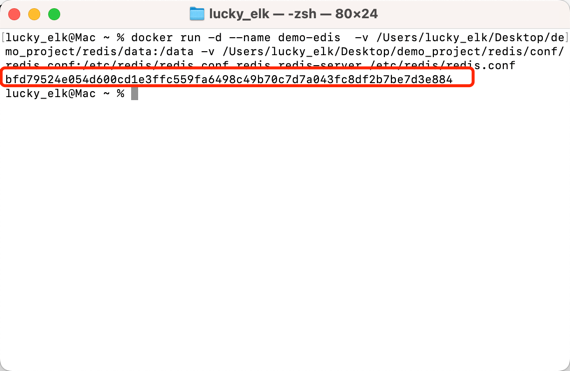 lucky_elk — -zsh — 80×24
[lucky_elk@Mac ~ % docker run -d --name demo-edis  -v /Users/lucky_elk/Desktop/de]
mo_project/redis/data:/data -v /Users/lucky_elk/Desktop/demo_project/redis/conf/
redis.conf:/etc/redis/redis.conf redis redis-server /etc/redis/redis.conf
bfd79524e054d600cd1e3ffc559fa6498c49b70c7d7a043fc8df2b7be7d3e884
lucky_elk@Mac ~ %